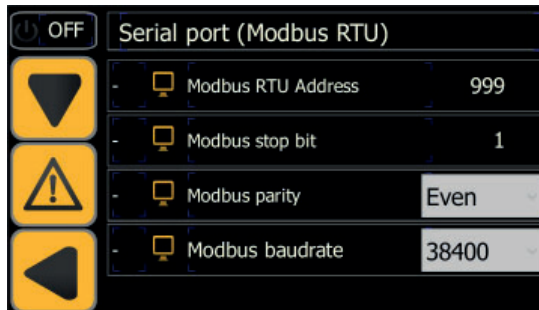 OFF Serial port (Modbus RTU)
- Modbus RTU Address 999
- Modbus stop bit 1
- Modbus parity Even
- Modbus baudrate 38400